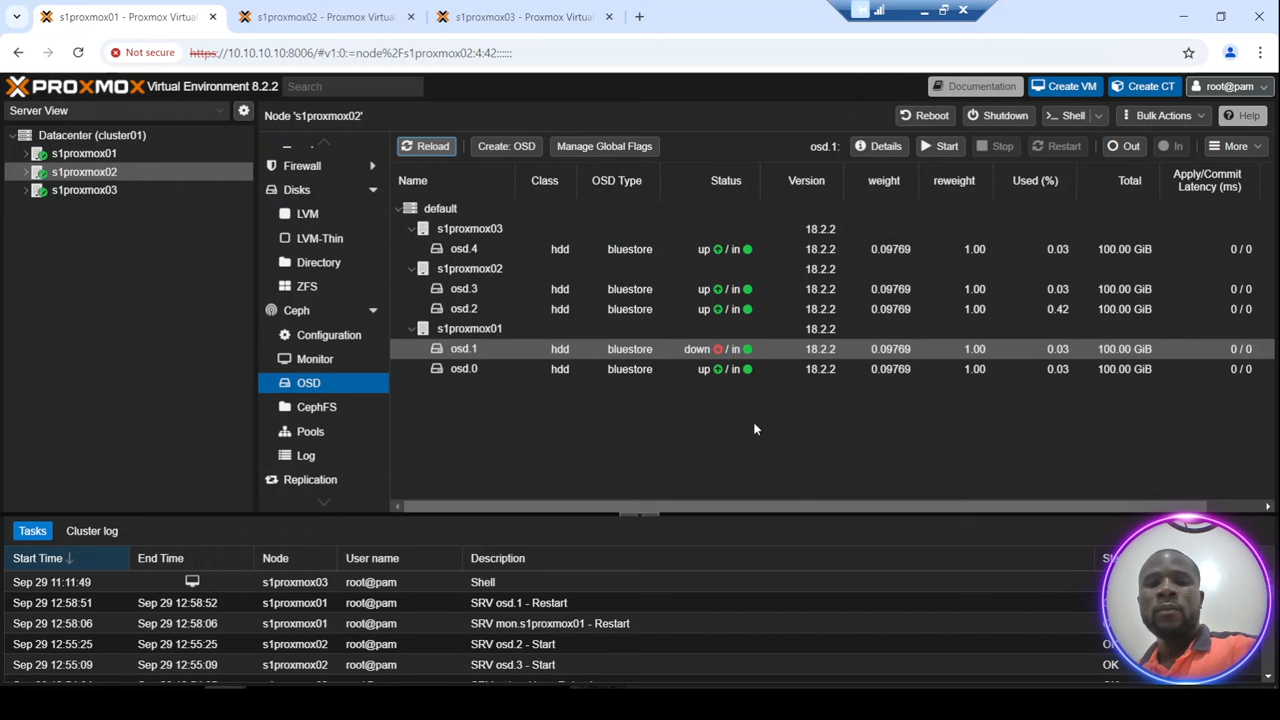 s1proxmox01 - Proxmox Virtual
s1proxmox02 - Proxmox Virtual
s1proxmox03 - Proxmox Virtual
Not secure
https://10.10.10.10:8006/#v1:0:=node%2Fs1proxmox02:4:42::::::
PROXMOX Virtual Environment 8.2.2
Search
Documentation
Create VM
Create CT
root@pam
Server View
Node 's1proxmox02'
Reboot
Shutdown
Shell
Bulk Actions
Help
Datacenter (cluster01)
s1proxmox01
s1proxmox02
s1proxmox03
Firewall
Disks
LVM
LVM-Thin
Directory
ZFS
Ceph
Configuration
Monitor
OSD
CephFS
Pools
Log
Replication
Reload
Create: OSD
Manage Global Flags
osd.1:
Details
Start
Stop
Restart
Out
In
More
Name Class OSD Type Status Version weight reweight Used (%) Total Apply/Commit
Latency (ms)
default
s1proxmox03 18.2.2
osd.4 hdd bluestore up / in 18.2.2 0.09769 1.00 0.03 100.00 GiB 0 / 0
s1proxmox02 18.2.2
osd.3 hdd bluestore up / in 18.2.2 0.09769 1.00 0.03 100.00 GiB 0 / 0
osd.2 hdd bluestore up / in 18.2.2 0.09769 1.00 0.42 100.00 GiB 0 / 0
s1proxmox01 18.2.2
osd.1 hdd bluestore down / in 18.2.2 0.09769 1.00 0.03 100.00 GiB 0 / 0
osd.0 hdd bluestore up / in 18.2.2 0.09769 1.00 0.03 100.00 GiB 0 / 0
Tasks
Cluster log
Start Time End Time Node User name Description
Sep 29 11:11:49 s1proxmox03 root@pam Shell
Sep 29 12:58:51 Sep 29 12:58:52 s1proxmox01 root@pam SRV osd.1 - Restart
Sep 29 12:58:06 Sep 29 12:58:06 s1proxmox01 root@pam SRV mon.s1proxmox01 - Restart
Sep 29 12:55:25 Sep 29 12:55:25 s1proxmox02 root@pam SRV osd.2 - Start
Sep 29 12:55:09 Sep 29 12:55:09 s1proxmox02 root@pam SRV osd.3 - Start OK